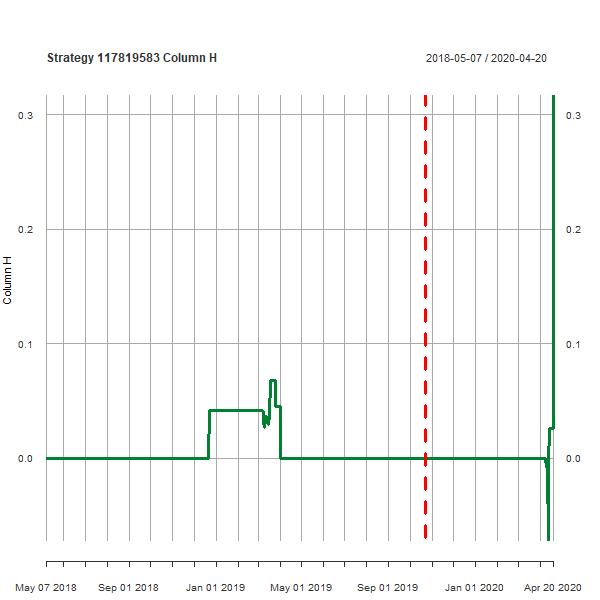 Strategy 117819583 Column H
2018-05-07 / 2020-04-20
0.3
0.3
0.2
0.2
Column H
0.1
0.1
0.0
0.0
May 07 2018
Sep 01 2018
Jan 01 2019
May 01 2019
Sep 01 2019
Jan 01 2020
Apr 20 2020